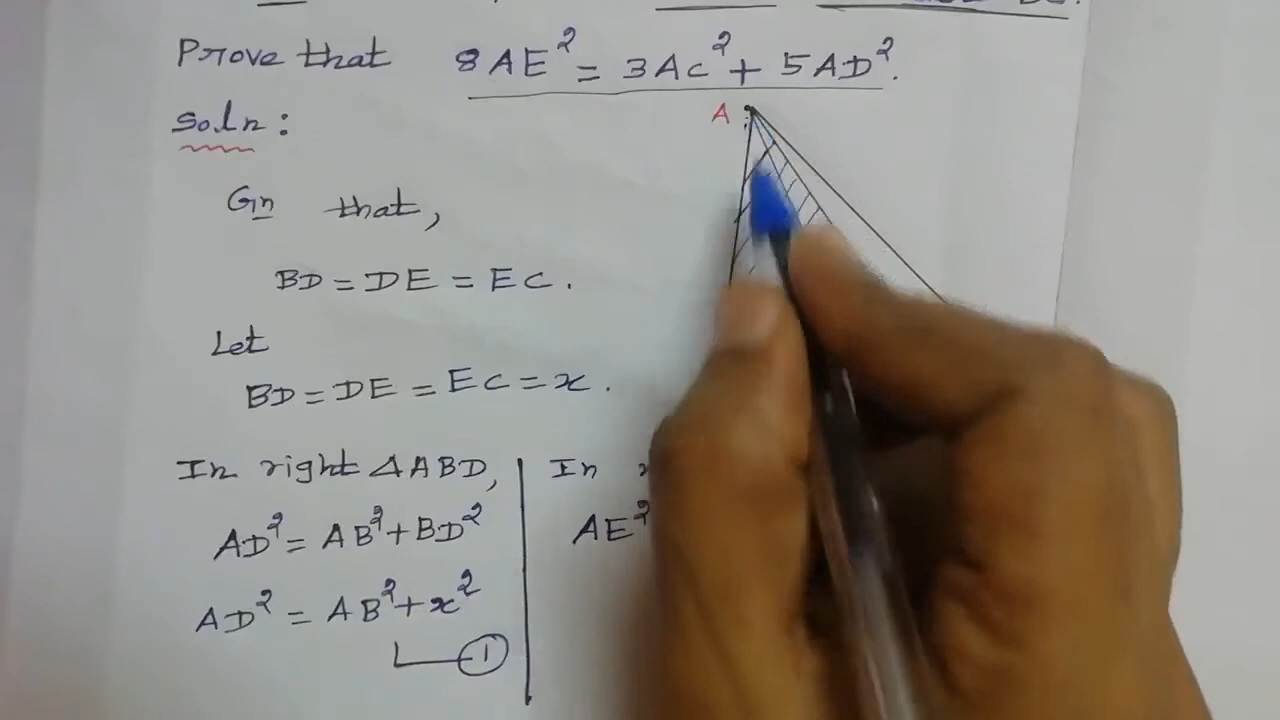 Prove that 8AE² = 3AC² + 5AD².
Soln:
A
Gn that,
BD = DE = EC.
Let
BD = DE = EC = x.
In right ΔABD,
AD² = AB² + BD²
AD² = AB² + x²
1
In
AE²